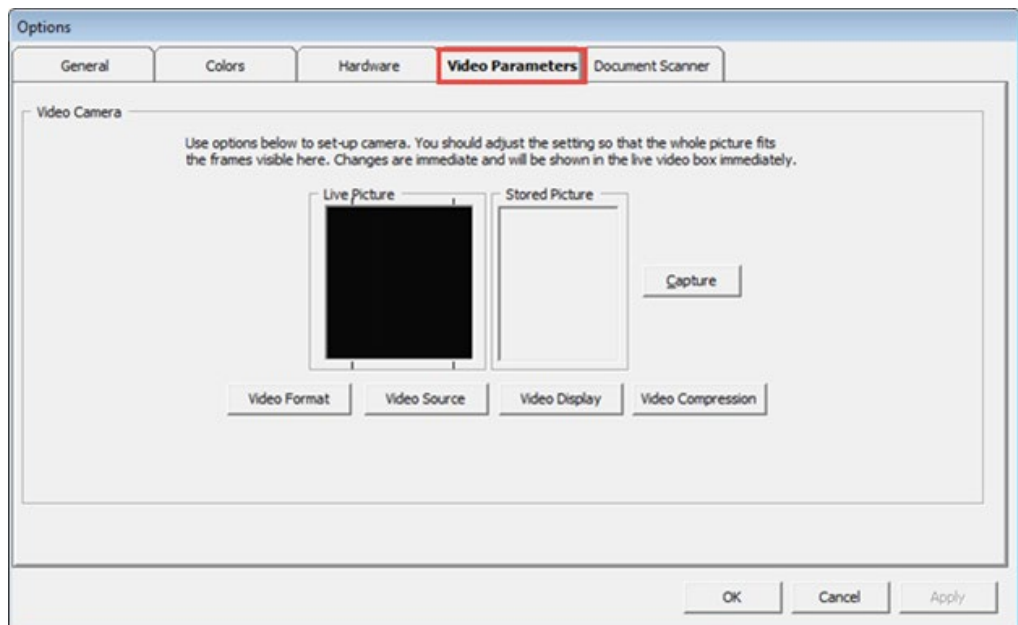 Options
General Colors Hardware Video Parameters Document Scanner
Video Camera
Use options below to set-up camera. You should adjust the setting so that the whole picture fits
the frames visible here. Changes are immediate and will be shown in the live video box immediately.
Live Picture Stored Picture
Capture
Video Format Video Source Video Display Video Compression
OK Cancel Apply